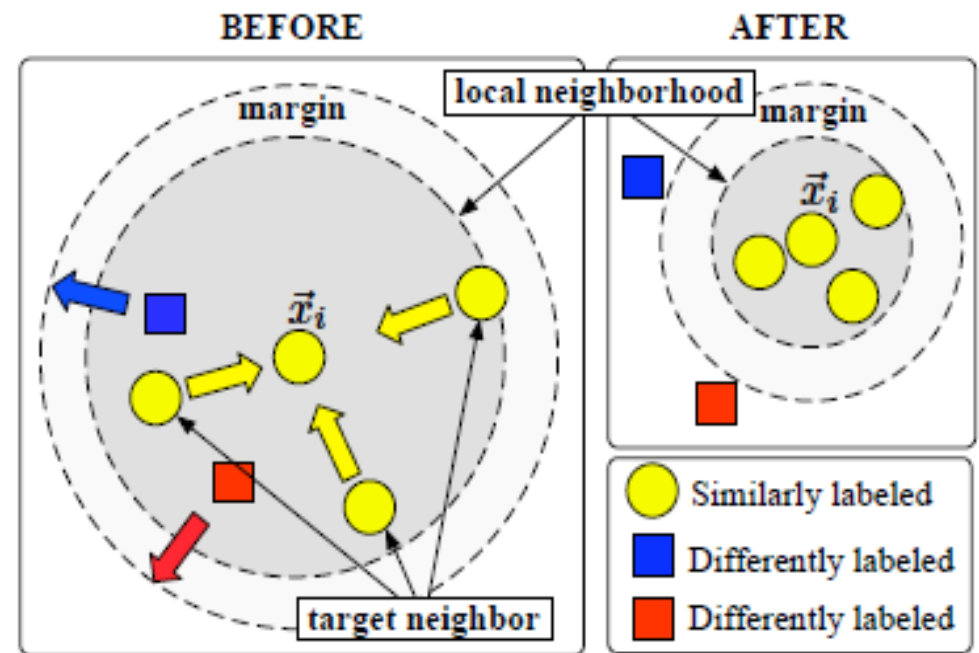 BEFORE
AFTER
local neighborhood
margin
margin
x⃗ᵢ
x⃗ᵢ
target neighbor
Similarly labeled
Differently labeled
Differently labeled